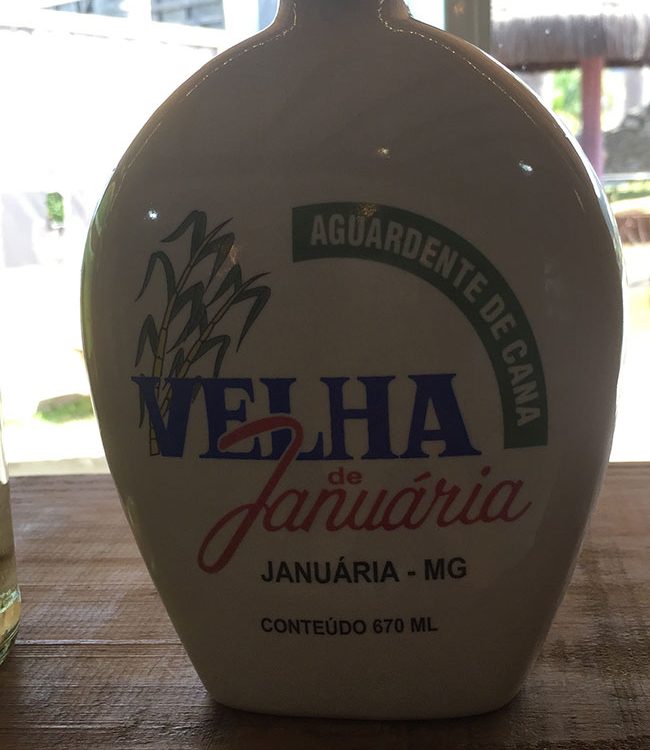 AGUARDENTE DE CANA
VELHA
de
Januária
JANUÁRIA - MG
CONTEÚDO 670 ML